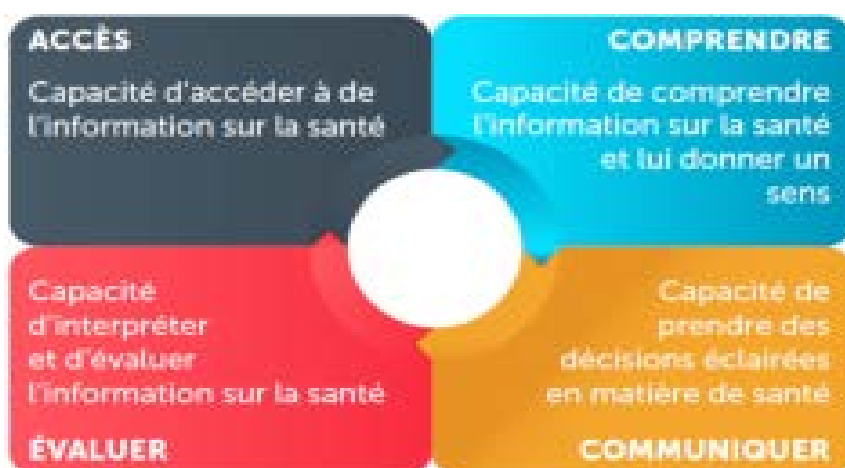 ACCÈS
Capacité d'accéder à de
l'information sur la santé
COMPRENDRE
Capacité de comprendre
l'information sur la santé
et lui donner un
sens
Capacité
d'interpréter
et d'évaluer
l'information sur la santé
ÉVALUER
Capacité de
prendre des
décisions éclairées
en matière de santé
COMMUNIQUER